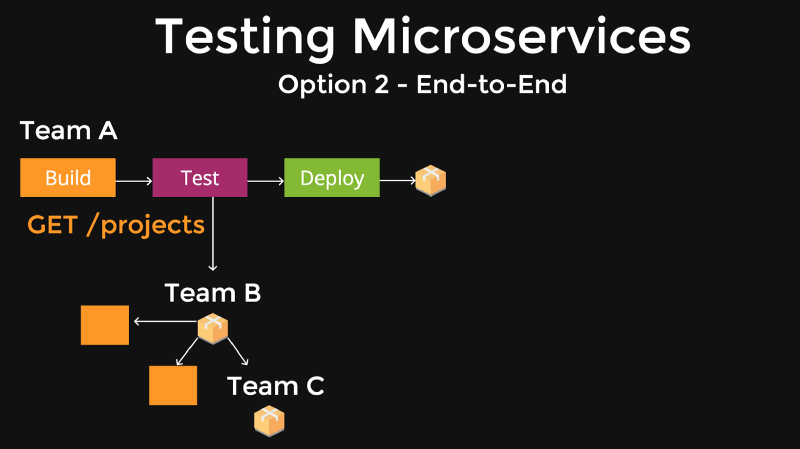 Testing Microservices
Option 2 - End-to-End
Team A
Build
Test
Deploy
GET /projects
Team B
Team C